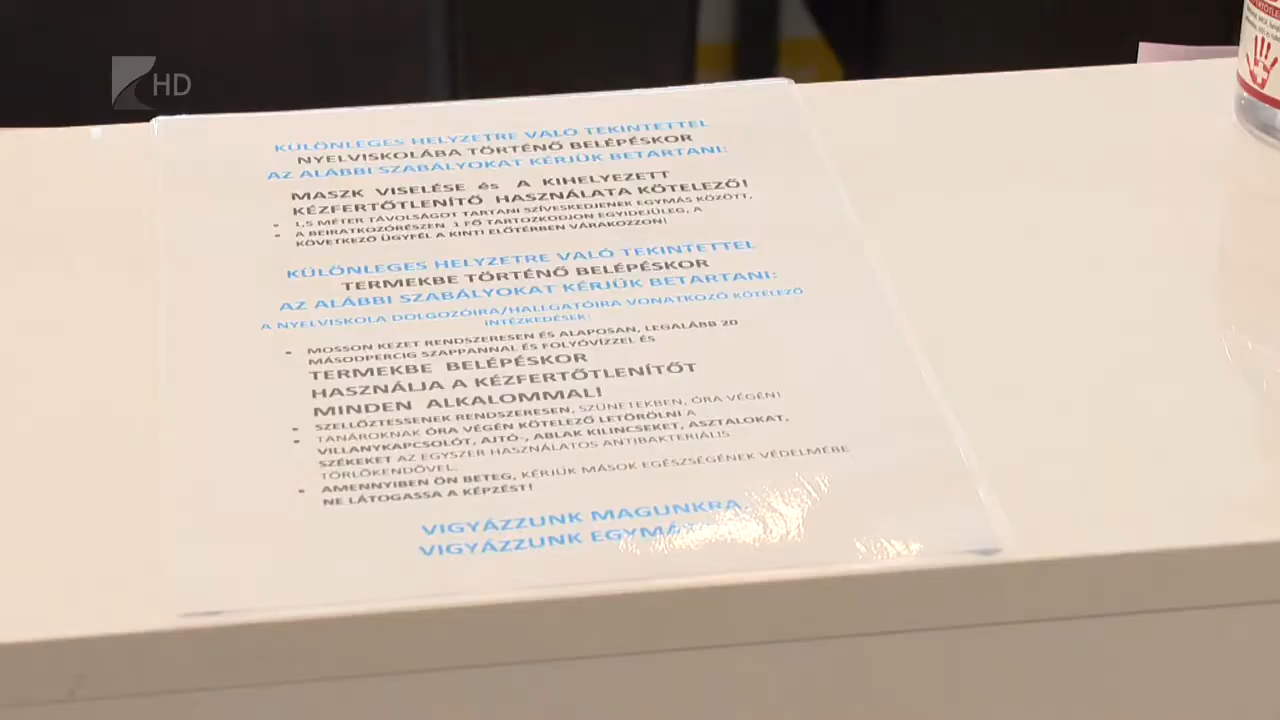 HD
KÜLÖNLEGES HELYZETRE VALÓ TEKINTETTEL
NYELVISKOLÁBA TÖRTÉNŐ BELÉPÉSKOR
AZ ALÁBBI SZABÁLYOKAT KÉRJÜK BETARTANI:
MASZK VISELÉSE és A KIHELYEZETT
KÉZFERTŐTLENÍTŐ HASZNÁLATA KÖTELEZŐ!
• 1,5 MÉTER TÁVOLSÁGOT TARTANI SZÍVESKEDJENEK EGYMÁS KÖZÖTT,
• A BEIRATKOZÓRÉSZEN 1 FŐ TARTOZKODJON EGYIDEJÜLEG, A
KÖVETKEZŐ ÜGYFÉL A KINTI ELŐTÉRBEN VÁRAKOZZON!
KÜLÖNLEGES HELYZETRE VALÓ TEKINTETTEL
TERMEKBE TÖRTÉNŐ BELÉPÉSKOR
AZ ALÁBBI SZABÁLYOKAT KÉRJÜK BETARTANI:
A NYELVISKOLA DOLGOZÓIRA/HALLGATÓIRA VONATKOZÓ KÖTELEZŐ
INTÉZKEDÉSEK:
• MOSSON KEZET RENDSZERESEN ÉS ALAPOSAN, LEGALÁBB 20
MÁSODPERCIG SZAPPANNAL ÉS FOLYÓVÍZZEL ÉS
TERMEKBE BELÉPÉSKOR
HASZNÁLJA A KÉZFERTŐTLENÍTŐT
MINDEN ALKALOMMAL!
• SZELLŐZTESSENEK RENDSZERESEN, SZÜNETEKBEN, ÓRA VÉGÉN!
• TANÁROKNAK ÓRA VÉGÉN KÖTELEZŐ LETÖRÖLNI A
VILLANYKAPCSOLÓT, AJTÓ-, ABLAK KILINCSEKET, ASZTALOKAT,
SZÉKEKET AZ EGYSZER HASZNÁLATOS ANTIBAKTERIÁLIS
TÖRLŐKENDŐVEL.
• AMENNYIBEN ÖN BETEG, KÉRJÜK MÁSOK EGÉSZSÉGÉNEK VÉDELMÉBE
NE LÁTOGASSA A KÉPZÉST!
VIGYÁZZUNK MAGUNKRA,
VIGYÁZZUNK